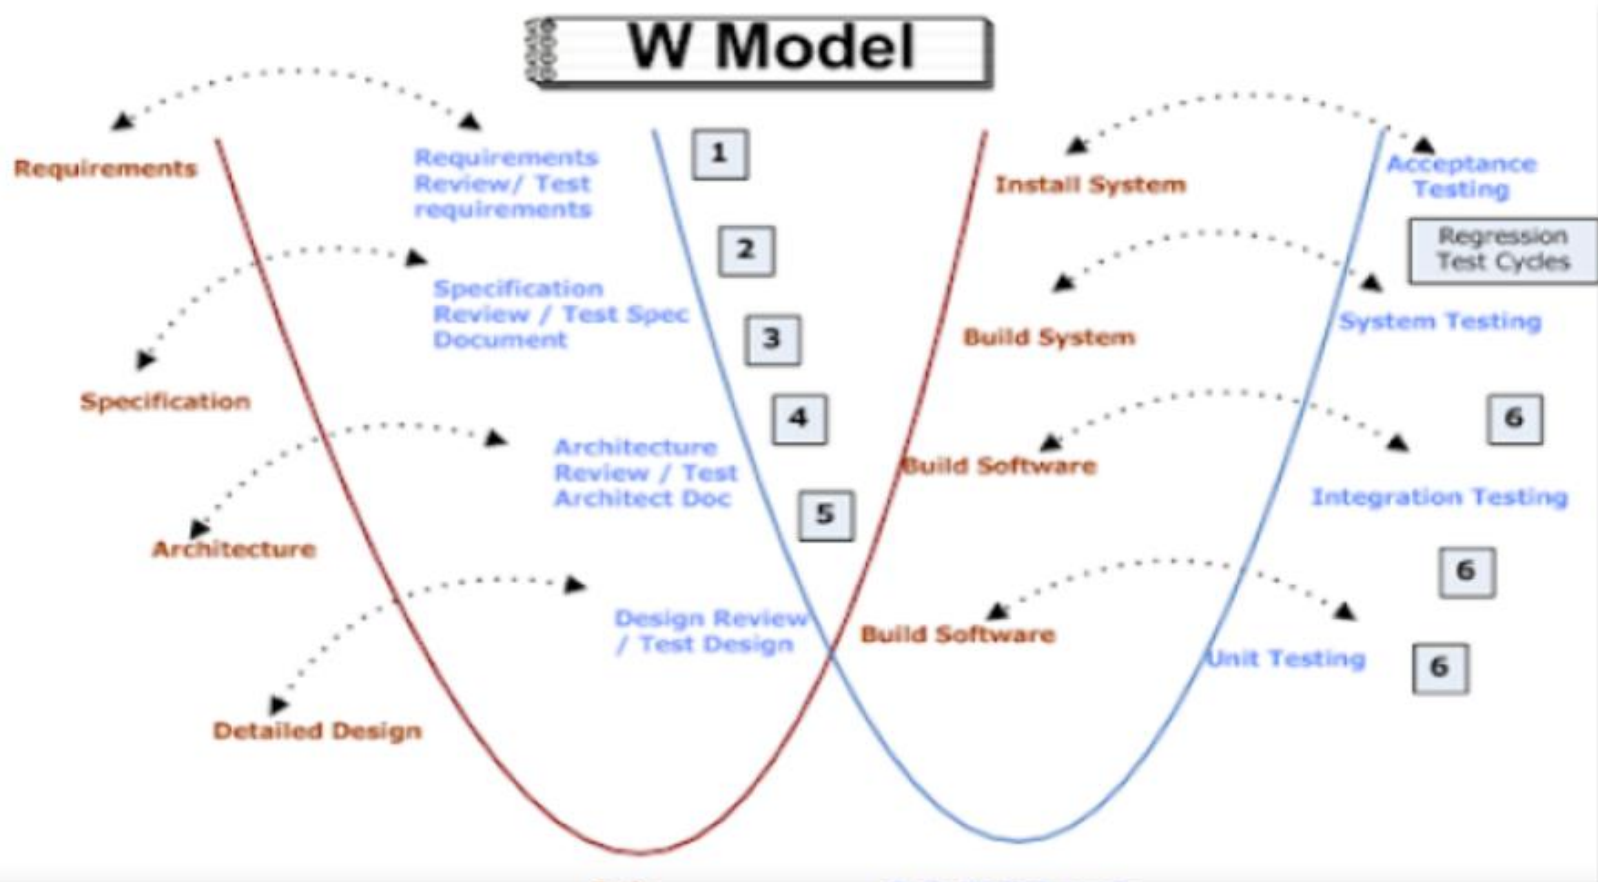 W Model
Requirements
Requirements
Review/ Test
requirements
1
Install System
Acceptance
Testing
2
Regression
Test Cycles
Specification
Review / Test Spec
Document
3
Build System
System Testing
Specification
4
6
Architecture
Review / Test
Architect Doc
Build Software
Integration Testing
5
Architecture
6
Design Review
/ Test Design
Build Software
Unit Testing
6
Detailed Design